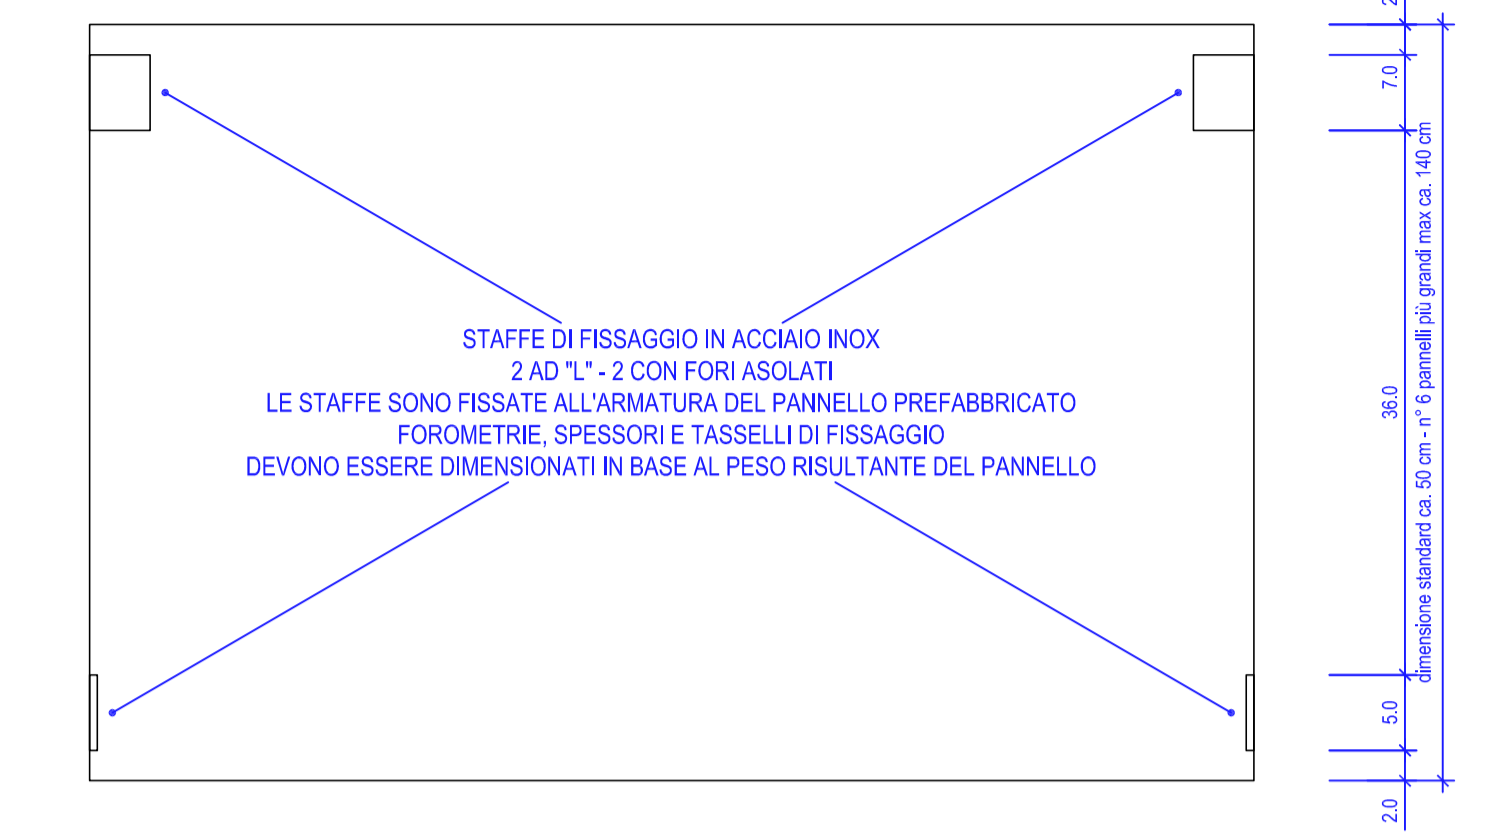 STAFFE DI FISSAGGIO IN ACCIAIO INOX
2 AD "L" - 2 CON FORI ASOLATI
LE STAFFE SONO FISSATE ALL'ARMATURA DEL PANNELLO PREFABBRICATO
FOROMETRIE, SPESSORI E TASSELLI DI FISSAGGIO
DEVONO ESSERE DIMENSIONATI IN BASE AL PESO RISULTANTE DEL PANNELLO
7.0
36.0
5.0
2.0
dimensione standard ca. 50 cm - n° 6 pannelli più grandi max ca. 140 cm